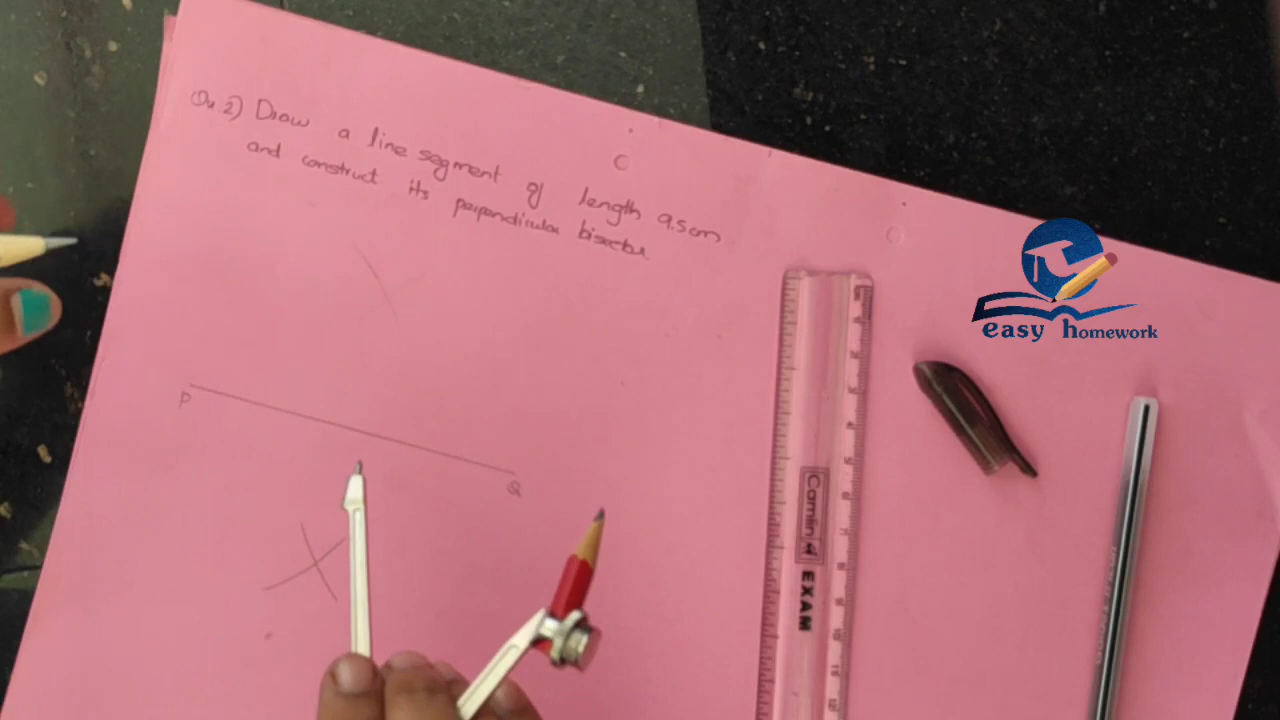 Qu.2) Draw a line segment of length 9.5cm
and construct its perpendicular bisector
P
Q
easy homework
Camlin
EXAM